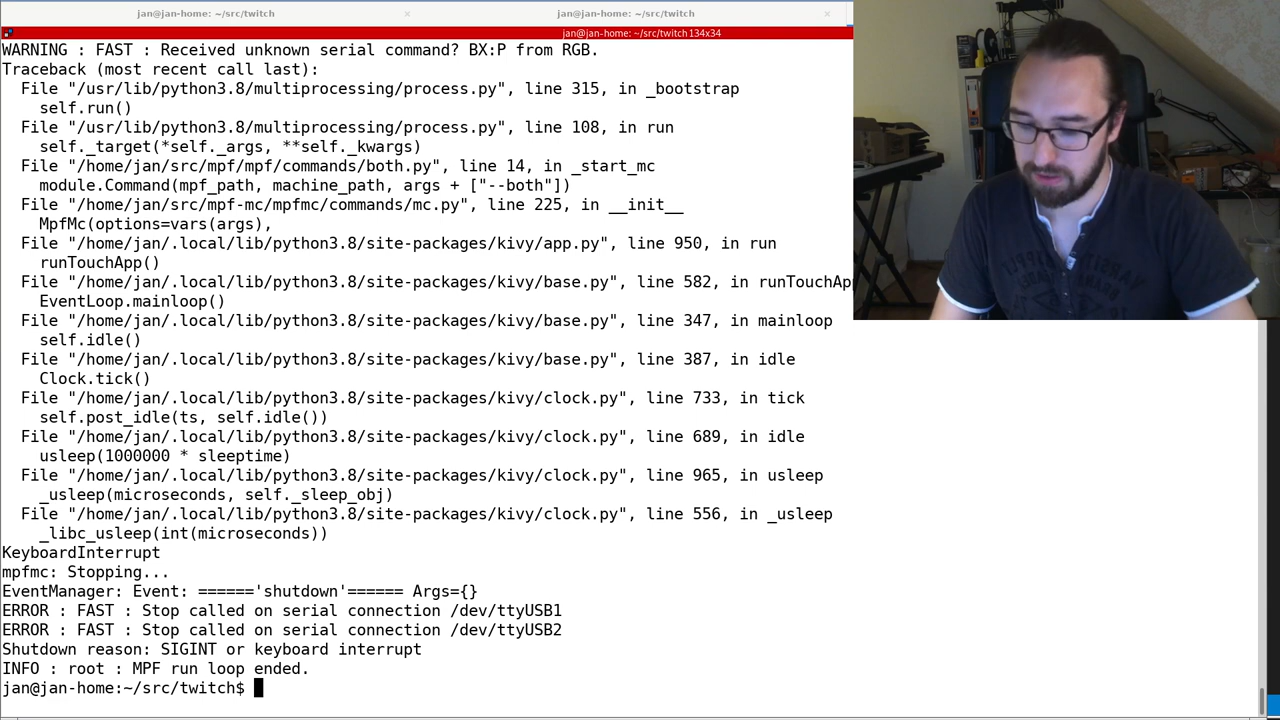 jan@jan-home: ~/src/twitch × jan@jan-home: ~/src/twitch ×
jan@jan-home: ~/src/twitch 134x34
WARNING : FAST : Received unknown serial command? BX:P from RGB.
Traceback (most recent call last):
  File "/usr/lib/python3.8/multiprocessing/process.py", line 315, in _bootstrap
    self.run()
  File "/usr/lib/python3.8/multiprocessing/process.py", line 108, in run
    self._target(*self._args, **self._kwargs)
  File "/home/jan/src/mpf/mpf/commands/both.py", line 14, in _start_mc
    module.Command(mpf_path, machine_path, args + ["--both"])
  File "/home/jan/src/mpf-mc/mpfmc/commands/mc.py", line 225, in __init__
    MpfMc(options=vars(args),
  File "/home/jan/.local/lib/python3.8/site-packages/kivy/app.py", line 950, in run
    runTouchApp()
  File "/home/jan/.local/lib/python3.8/site-packages/kivy/base.py", line 582, in runTouchApp
    EventLoop.mainloop()
  File "/home/jan/.local/lib/python3.8/site-packages/kivy/base.py", line 347, in mainloop
    self.idle()
  File "/home/jan/.local/lib/python3.8/site-packages/kivy/base.py", line 387, in idle
    Clock.tick()
  File "/home/jan/.local/lib/python3.8/site-packages/kivy/clock.py", line 733, in tick
    self.post_idle(ts, self.idle())
  File "/home/jan/.local/lib/python3.8/site-packages/kivy/clock.py", line 689, in idle
    usleep(1000000 * sleeptime)
  File "/home/jan/.local/lib/python3.8/site-packages/kivy/clock.py", line 965, in usleep
    _usleep(microseconds, self._sleep_obj)
  File "/home/jan/.local/lib/python3.8/site-packages/kivy/clock.py", line 556, in _usleep
    _libc_usleep(int(microseconds))
KeyboardInterrupt
mpfmc: Stopping...
EventManager: Event: ======'shutdown'====== Args={}
ERROR : FAST : Stop called on serial connection /dev/ttyUSB1
ERROR : FAST : Stop called on serial connection /dev/ttyUSB2
Shutdown reason: SIGINT or keyboard interrupt
INFO : root : MPF run loop ended.
jan@jan-home:~/src/twitch$